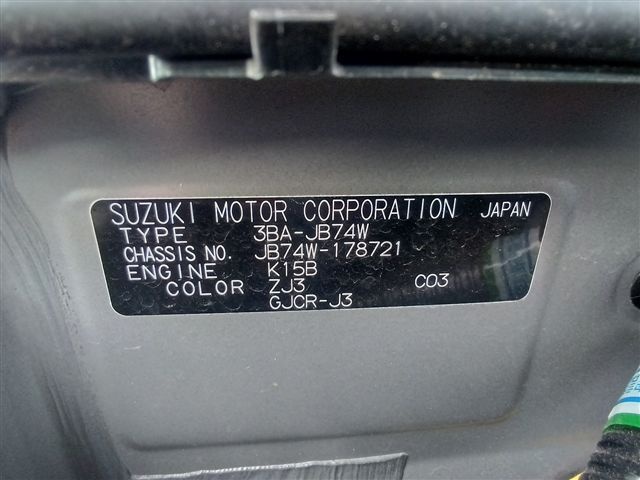 SUZUKI MOTOR CORPORATION JAPAN
TYPE 3BA-JB74W
CHASSIS NO. JB74W-178721
ENGINE K15B
COLOR ZJ3 C03
GJCR-J3